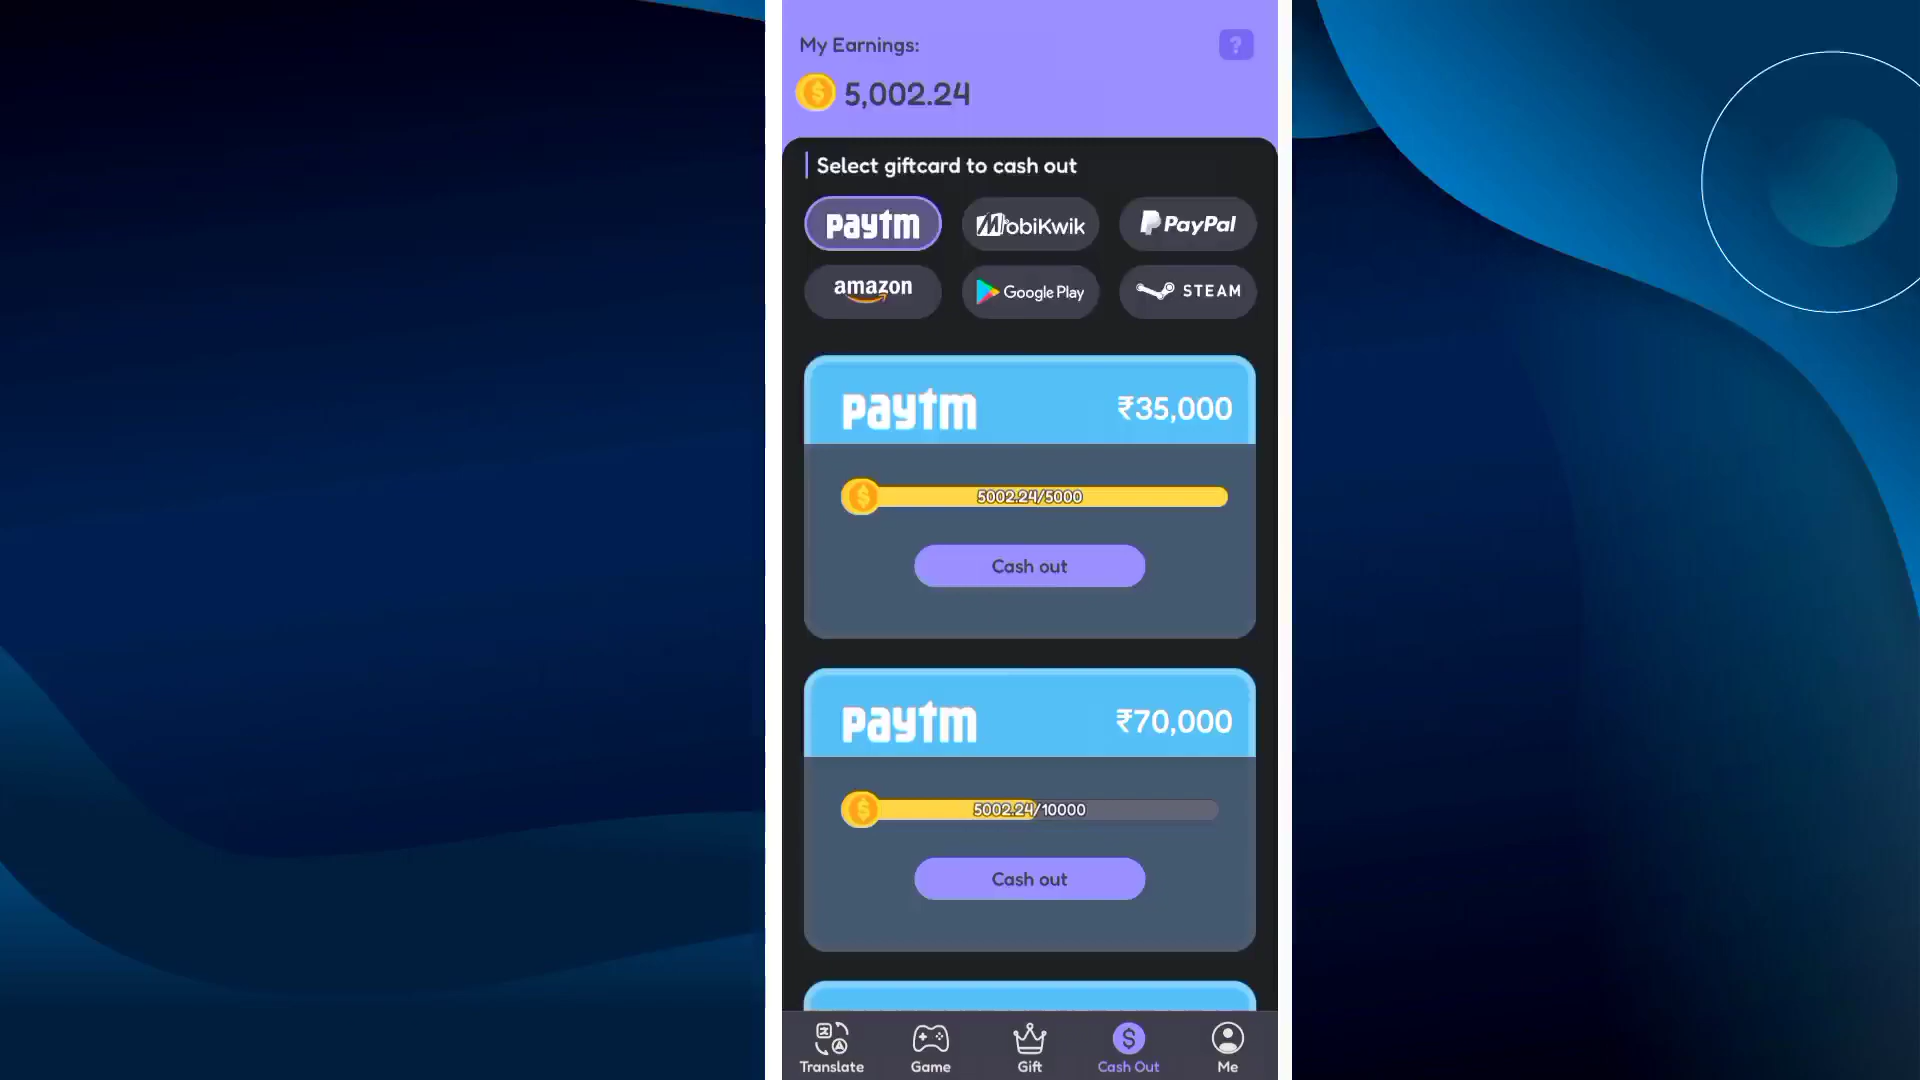 My Earnings:
?
5,002.24
Select giftcard to cash out
paytm
MobiKwik
PayPal
amazon
Google Play
STEAM
paytm ₹35,000
5002.24/5000
Cash out
paytm ₹70,000
5002.24/10000
Cash out
Translate Game Gift Cash Out Me